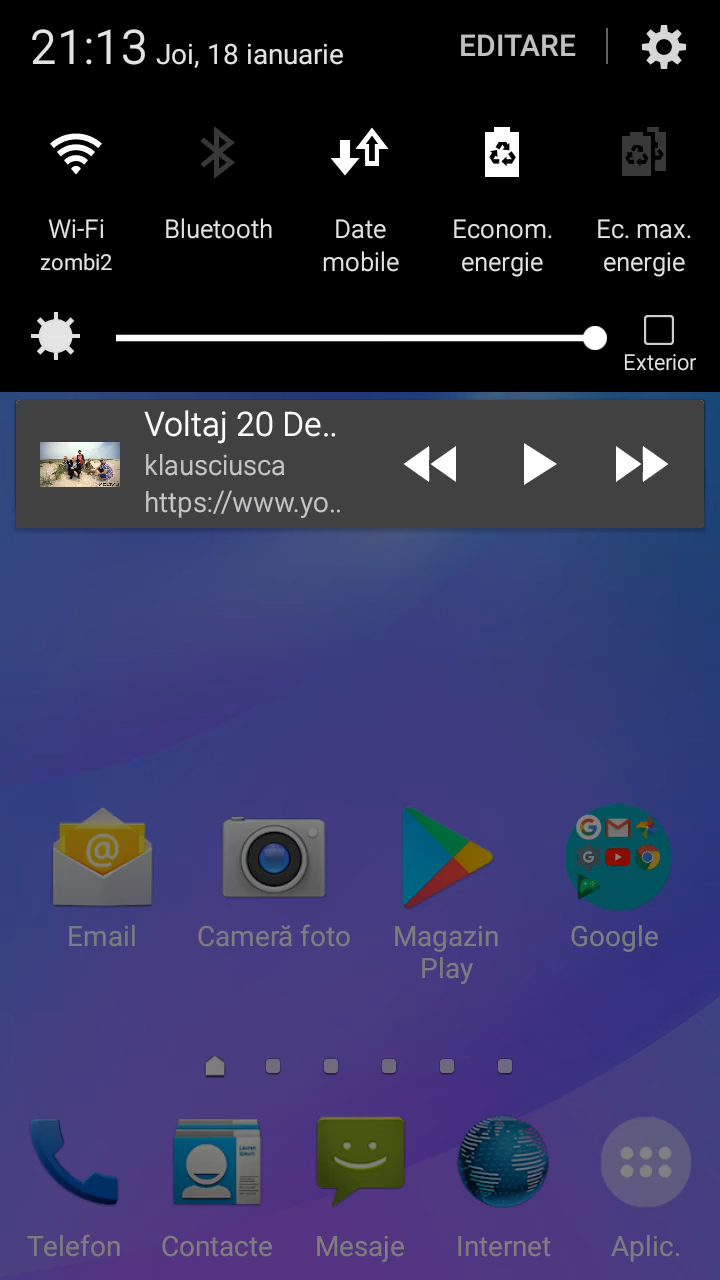 21:13 Joi, 18 ianuarie EDITARE
Wi-Fi Bluetooth Date Econom. Ec. max.
zombi2 mobile energie energie
Exterior
Voltaj 20 De..
klausciusca
https://www.yo..
Email Cameră foto Magazin Google
Play
Telefon Contacte Mesaje Internet Aplic.